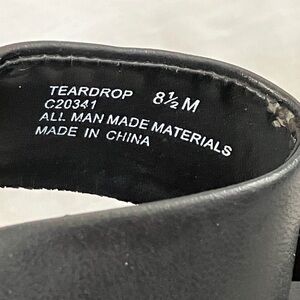 TEARDROP 8½ M
C20341
ALL MAN MADE MATERIALS
MADE IN CHINA